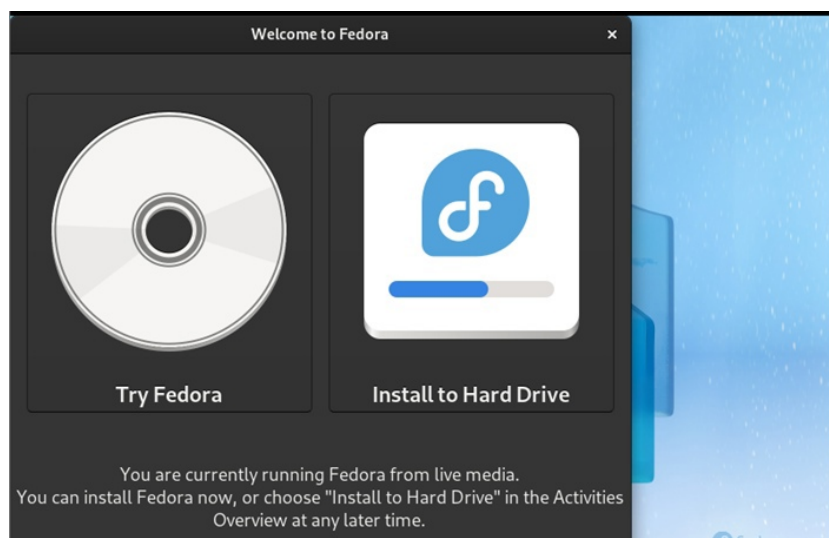 Welcome to Fedora
Try Fedora
Install to Hard Drive
You are currently running Fedora from live media.
You can install Fedora now, or choose "Install to Hard Drive" in the Activities
Overview at any later time.